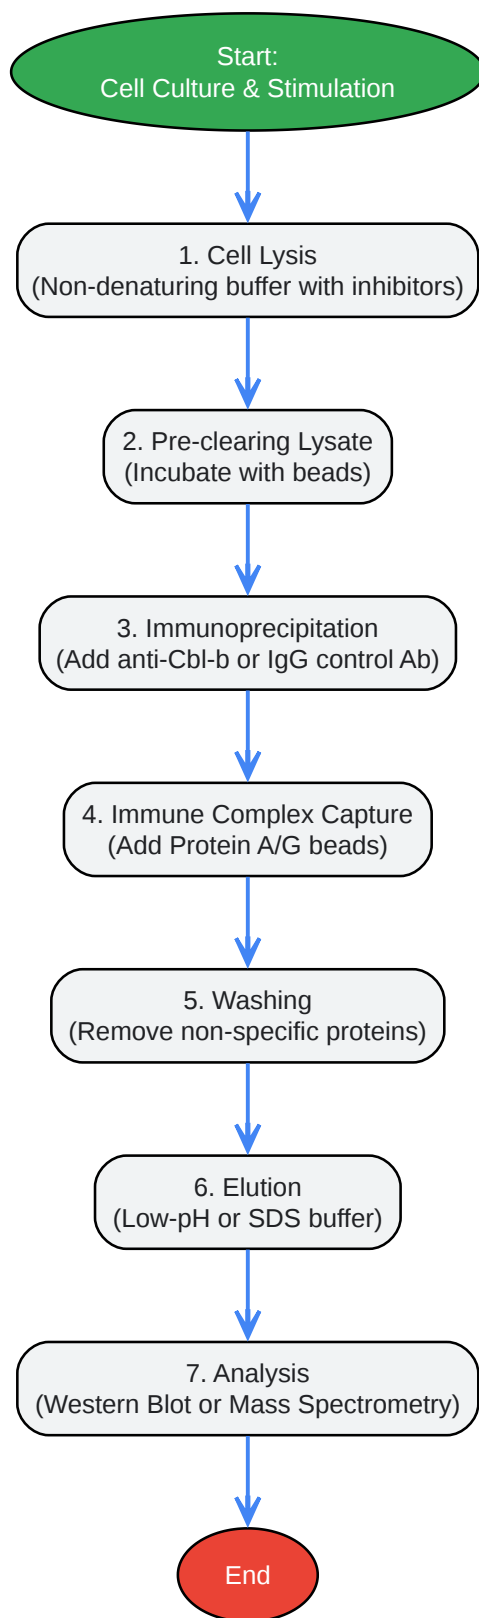 Start:
Cell Culture & Stimulation
1. Cell Lysis
(Non-denaturing buffer with inhibitors)
2. Pre-clearing Lysate
(Incubate with beads)
3. Immunoprecipitation
(Add anti-Cbl-b or IgG control Ab)
4. Immune Complex Capture
(Add Protein A/G beads)
5. Washing
(Remove non-specific proteins)
6. Elution
(Low-pH or SDS buffer)
7. Analysis
(Western Blot or Mass Spectrometry)
End